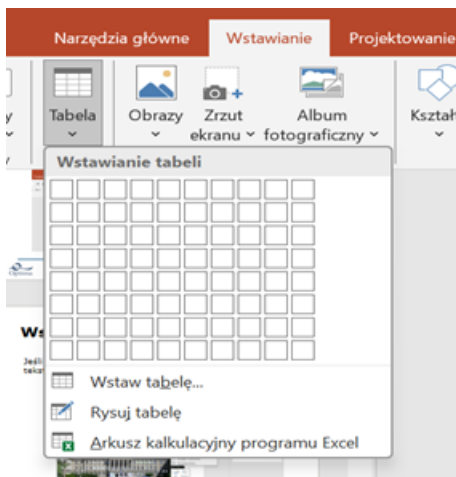 Narzędzia główne Wstawianie Projektowanie
Tabela Obrazy Zrzut ekranu Album fotograficzny Kształ
Wstawianie tabeli
Wstaw tabelę...
Rysuj tabelę
Arkusz kalkulacyjny programu Excel